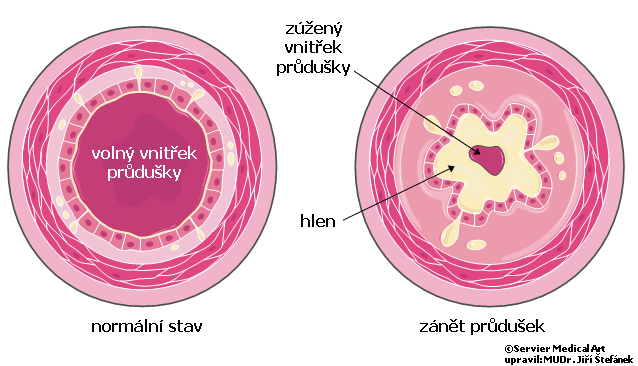 zúžený
vnitřek
průdušky
volný vnitřek
průdušky
hlen
normální stav
zánět průdušek
©Servier Medical Art
upravil:MUDr. Jiří Štefánek